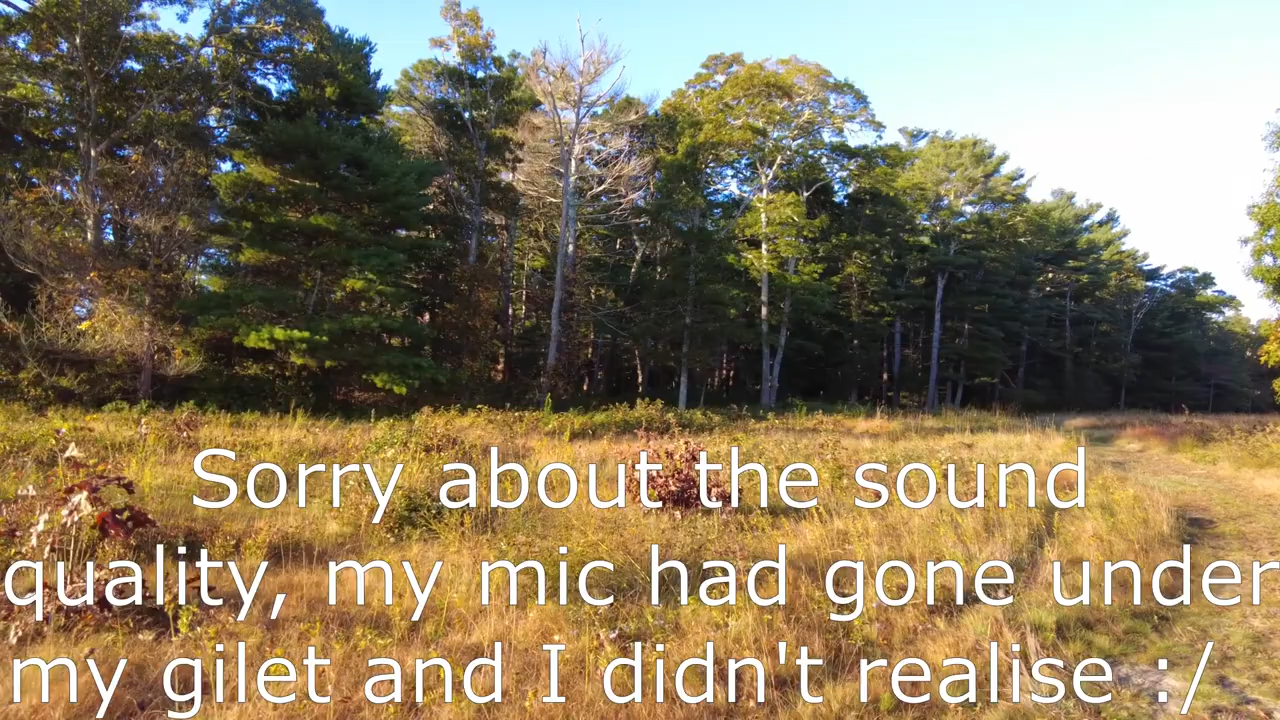 Sorry about the sound
quality, my mic had gone under
my gilet and I didn't realise :/